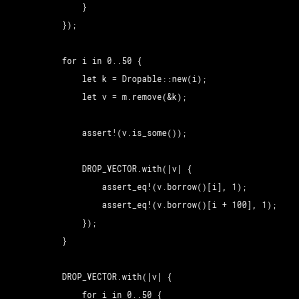 }
});
for i in 0..50 {
let k = Dropable::new(i);
let v = m.remove(&k);
assert!(v.is_some());
DROP_VECTOR.with(|v| {
assert_eq!(v.borrow()[i], 1);
assert_eq!(v.borrow()[i + 100], 1);
});
}
DROP_VECTOR.with(|v| {
for i in 0..50 {